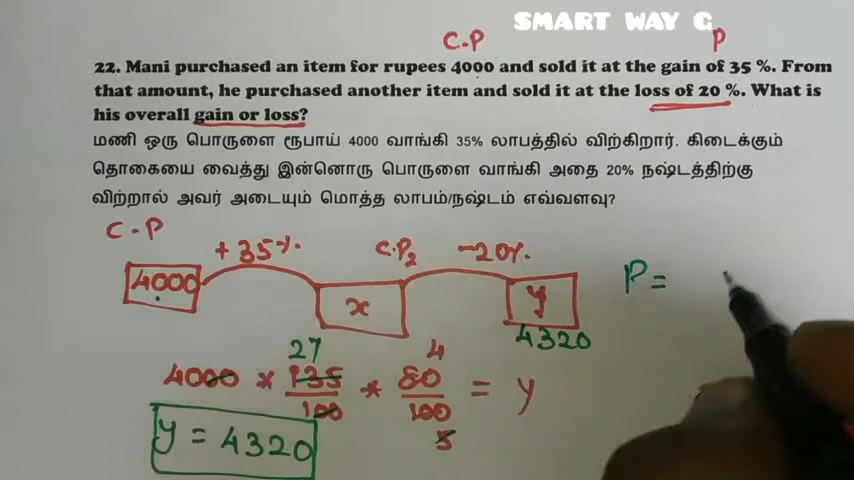 SMART WAY G
C.P P
22. Mani purchased an item for rupees 4000 and sold it at the gain of 35 %. From
that amount, he purchased another item and sold it at the loss of 20 %. What is
his overall gain or loss?
மணி ஒரு பொருளை ரூபாய் 4000 வாங்கி 35% லாபத்தில் விற்கிறார். கிடைக்கும்
தொகையை வைத்து இன்னொரு பொருளை வாங்கி அதை 20% நஷ்டத்திற்கு
விற்றால் அவர் அடையும் மொத்த லாபம்/நஷ்டம் எவ்வளவு?
C.P
+35% C.P2 -20%
4000 x y P=
4320
27 4
4000 * 135/100 * 80/100 = y
5
y = 4320